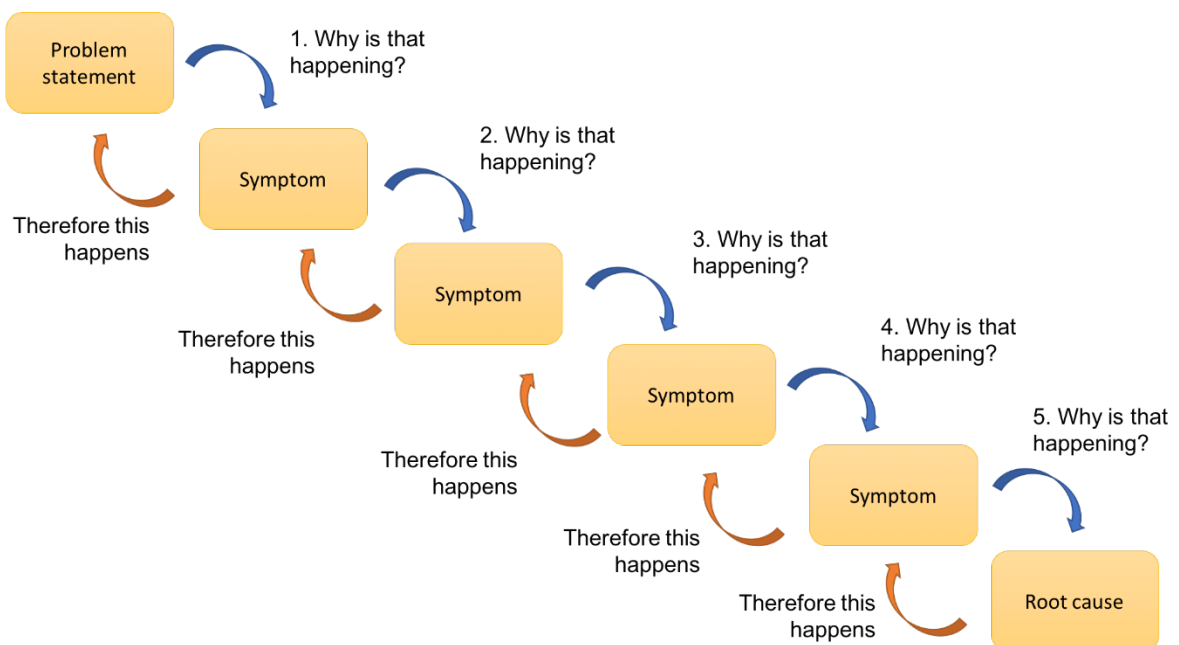 Problem
statement
1. Why is that
happening?
Symptom
2. Why is that
happening?
Therefore this
happens
Symptom
3. Why is that
happening?
Therefore this
happens
Symptom
4. Why is that
happening?
Therefore this
happens
Symptom
5. Why is that
happening?
Therefore this
happens
Root cause
Therefore this
happens